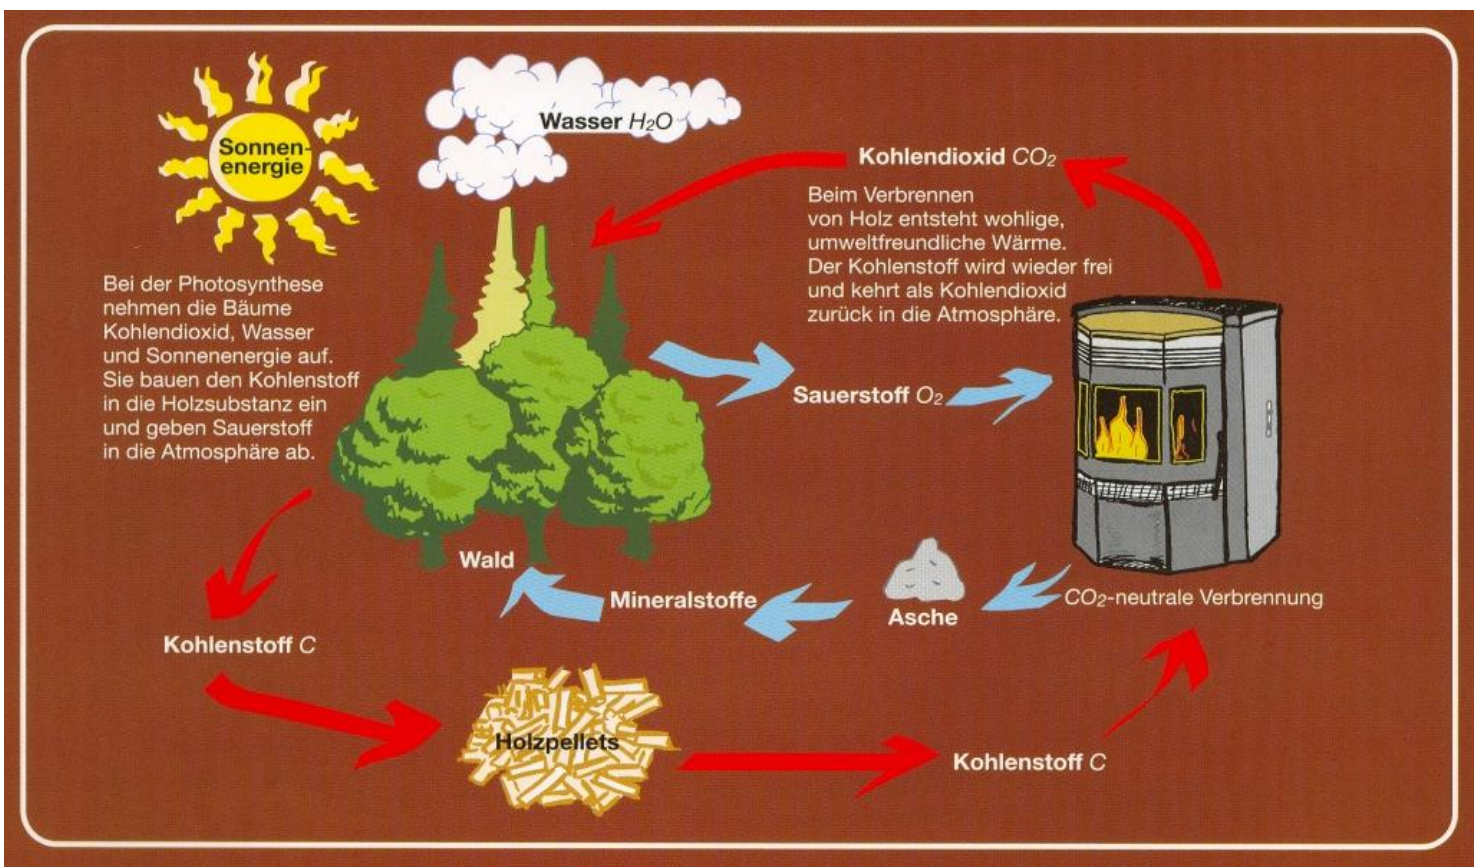 Sonnen-
energie
Wasser H₂O
Kohlendioxid CO₂
Beim Verbrennen
von Holz entsteht wohlige,
umweltfreundliche Wärme.
Der Kohlenstoff wird wieder frei
und kehrt als Kohlendioxid
zurück in die Atmosphäre.
Bei der Photosynthese
nehmen die Bäume
Kohlendioxid, Wasser
und Sonnenenergie auf.
Sie bauen den Kohlenstoff
in die Holzsubstanz ein
und geben Sauerstoff
in die Atmosphäre ab.
Sauerstoff O₂
Wald
Mineralstoffe
Asche
CO₂-neutrale Verbrennung
Kohlenstoff C
Holzpellets
Kohlenstoff C